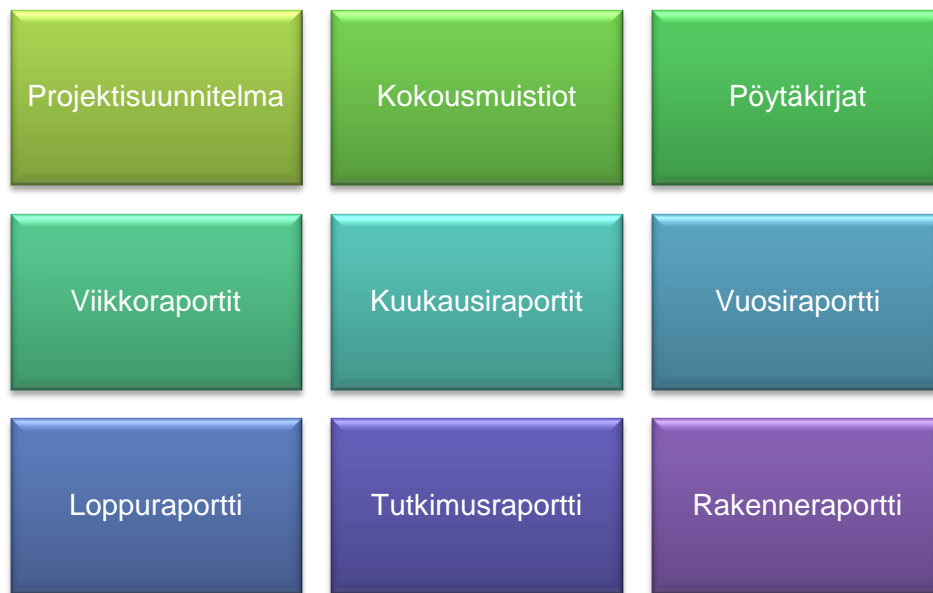 Projektisuunnitelma
Kokousmuistiot
Pöytäkirjat
Viikkoraportit
Kuukausiraportit
Vuosiraportti
Loppuraportti
Tutkimusraportti
Rakenneraportti